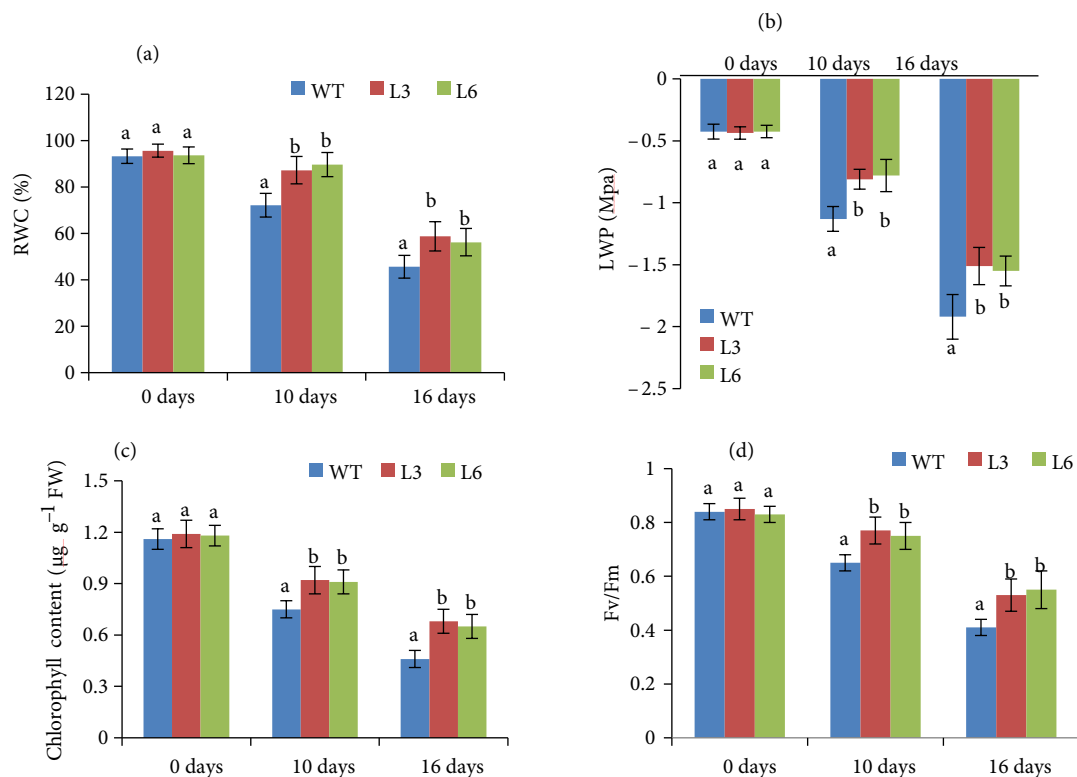 (a)
WT L3 L6
120
100
80
60
40
20
0
RWC (%)
a a a
a b b
a b b
0 days 10 days 16 days
(b)
0 days 10 days 16 days
0
– 0.5
– 1
– 1.5
– 2
– 2.5
LWP (Mpa)
a a a
a b b
a b b
WT
L3
L6
(c)
WT L3 L6
1.5
1.2
0.9
0.6
0.3
0
Chlorophyll content (µg g⁻¹ FW)
a a a
a b b
a b b
0 days 10 days 16 days
(d)
WT L3 L6
1
0.8
0.6
0.4
0.2
0
Fv/Fm
a a a
a b b
a b b
0 days 10 days 16 days